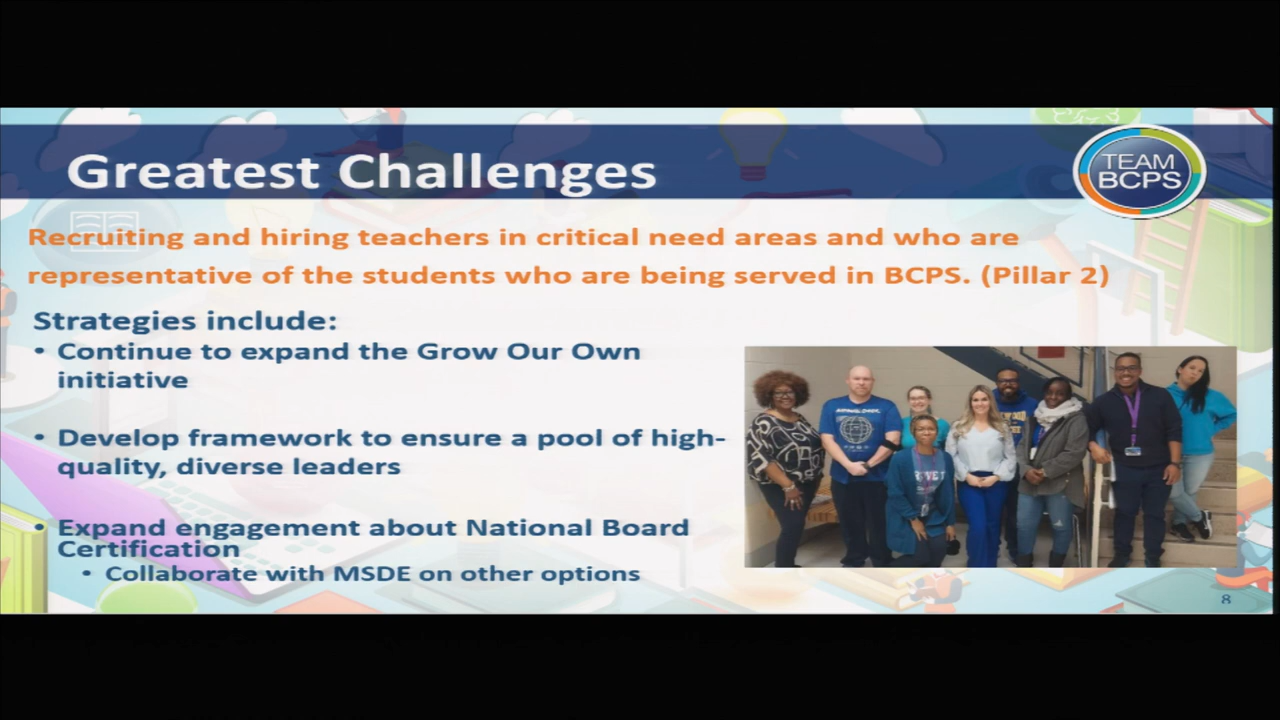 Greatest Challenges
TEAM
BCPS
Recruiting and hiring teachers in critical need areas and who are
representative of the students who are being served in BCPS. (Pillar 2)
Strategies include:
• Continue to expand the Grow Our Own
initiative
• Develop framework to ensure a pool of high-
quality, diverse leaders
• Expand engagement about National Board
Certification
• Collaborate with MSDE on other options
8